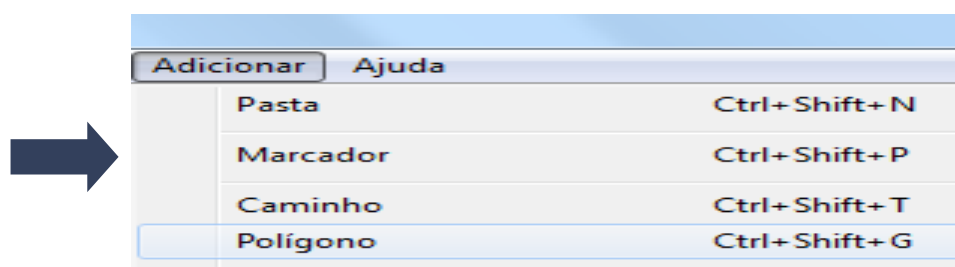 Adicionar Ajuda
Pasta Ctrl+Shift+N
Marcador Ctrl+Shift+P
Caminho Ctrl+Shift+T
Polígono Ctrl+Shift+G